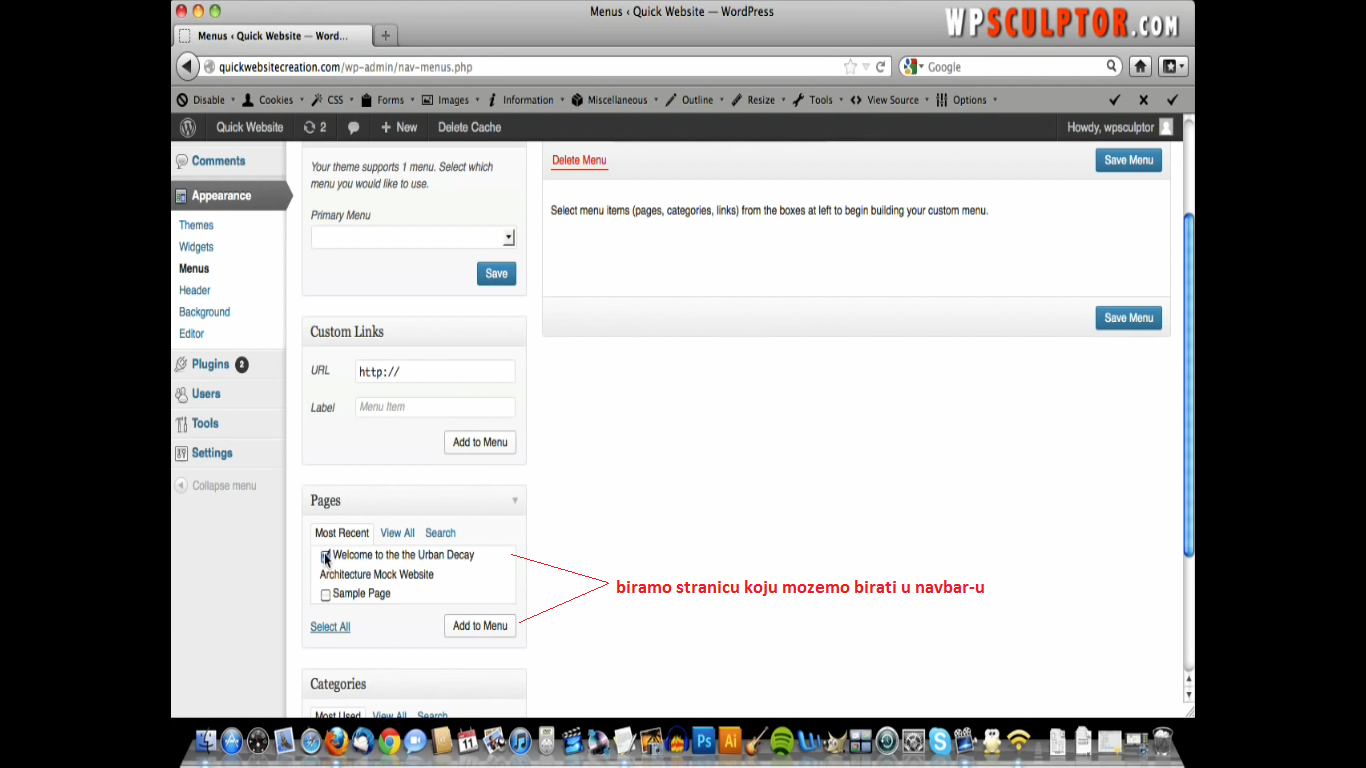 Menus ‹ Quick Website — WordPress
WPSCULPTOR.COM
Menus ‹ Quick Website — Word...
quickwebsitecreation.com/wp-admin/nav-menus.php
Google
Disable Cookies CSS Forms Images Information Miscellaneous Outline Resize Tools View Source Options
Quick Website 2 + New Delete Cache Howdy, wpsculptor
Comments
Appearance
Themes
Widgets
Menus
Header
Background
Editor
Plugins 2
Users
Tools
Settings
Collapse menu
Your theme supports 1 menu. Select which
menu you would like to use.
Primary Menu
Save
Custom Links
URL http://
Label Menu Item
Add to Menu
Pages
Most Recent View All Search
Welcome to the the Urban Decay
Architecture Mock Website
Sample Page
Select All Add to Menu
Categories
Most Used View All Search
Delete Menu Save Menu
Select menu items (pages, categories, links) from the boxes at left to begin building your custom menu.
Save Menu
biramo stranicu koju mozemo birati u navbar-u
11
Ps
Ai